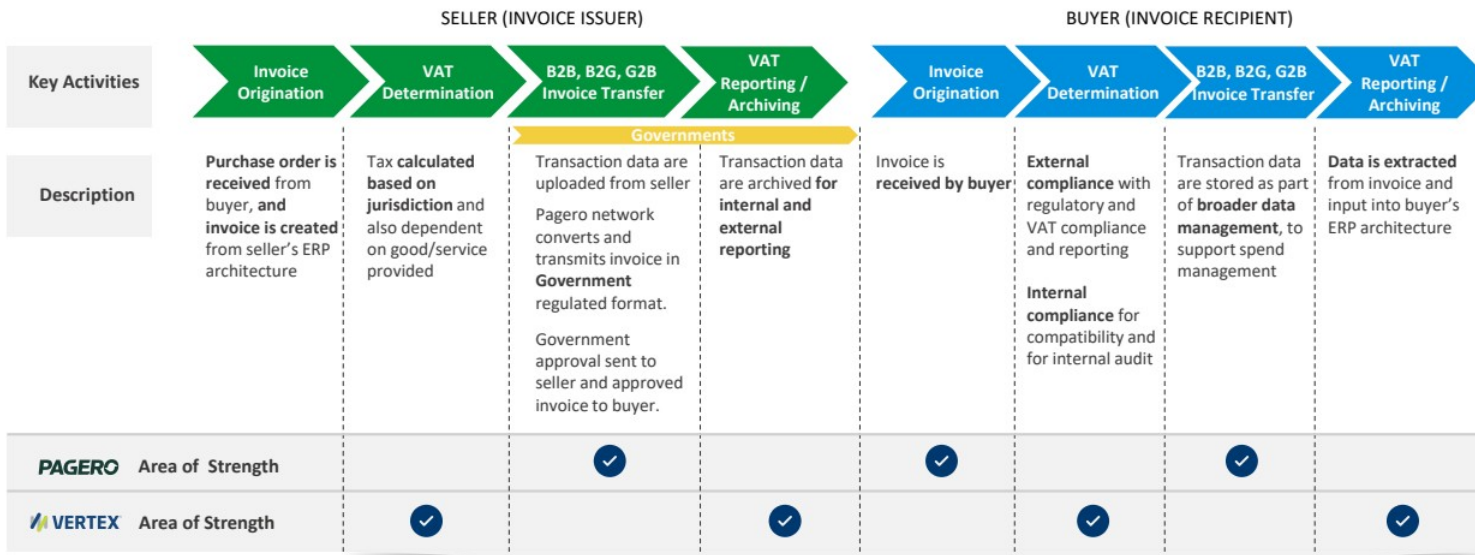 SELLER (INVOICE ISSUER)
BUYER (INVOICE RECIPIENT)
Key Activities
Invoice
Origination
VAT
Determination
B2B, B2G, G2B
Invoice Transfer
VAT
Reporting /
Archiving
Invoice
Origination
VAT
Determination
B2B, B2G, G2B
Invoice Transfer
VAT
Reporting /
Archiving
Governments
Description
Purchase order is
received from
buyer, and
invoice is created
from seller's ERP
architecture
Tax calculated
based on
jurisdiction and
also dependent
on good/service
provided
Transaction data are
uploaded from seller
Pagero network
converts and
transmits invoice in
Government
regulated format.
Government
approval sent to
seller and approved
invoice to buyer.
Transaction data
are archived for
internal and
external
reporting
Invoice is
received by buyer
External
compliance with
regulatory and
VAT compliance
and reporting
Internal
compliance for
compatibility and
for internal audit
Transaction data
are stored as part
of broader data
management, to
support spend
management
Data is extracted
from invoice and
input into buyer's
ERP architecture
PAGERO Area of Strength
VERTEX Area of Strength